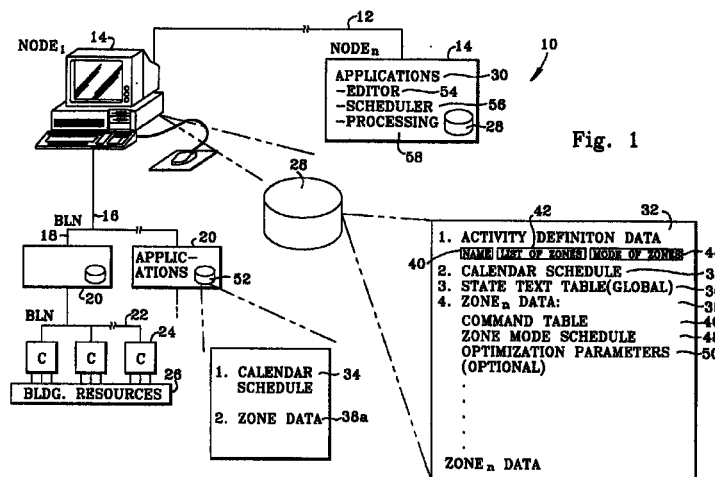 12
NODE1
14
NODEn
14
10
APPLICATIONS 30
-EDITOR 54
-SCHEDULER 56
-PROCESSING 28
58
Fig. 1
28
BLN 16
18
20
APPLIC-
ATIONS
52
20
BLN
22
24
C C C
26
BLDG. RESOURCES
1. CALENDAR 34
SCHEDULE
2. ZONE DATA 38a
42
32
1. ACTIVITY DEFINITON DATA
40 NAME LIST OF ZONES MODE OF ZONES
2. CALENDAR SCHEDULE
3. STATE TEXT TABLE(GLOBAL)
4. ZONEn DATA:
COMMAND TABLE
ZONE MODE SCHEDULE
OPTIMIZATION PARAMETERS
(OPTIONAL)
ZONEn DATA